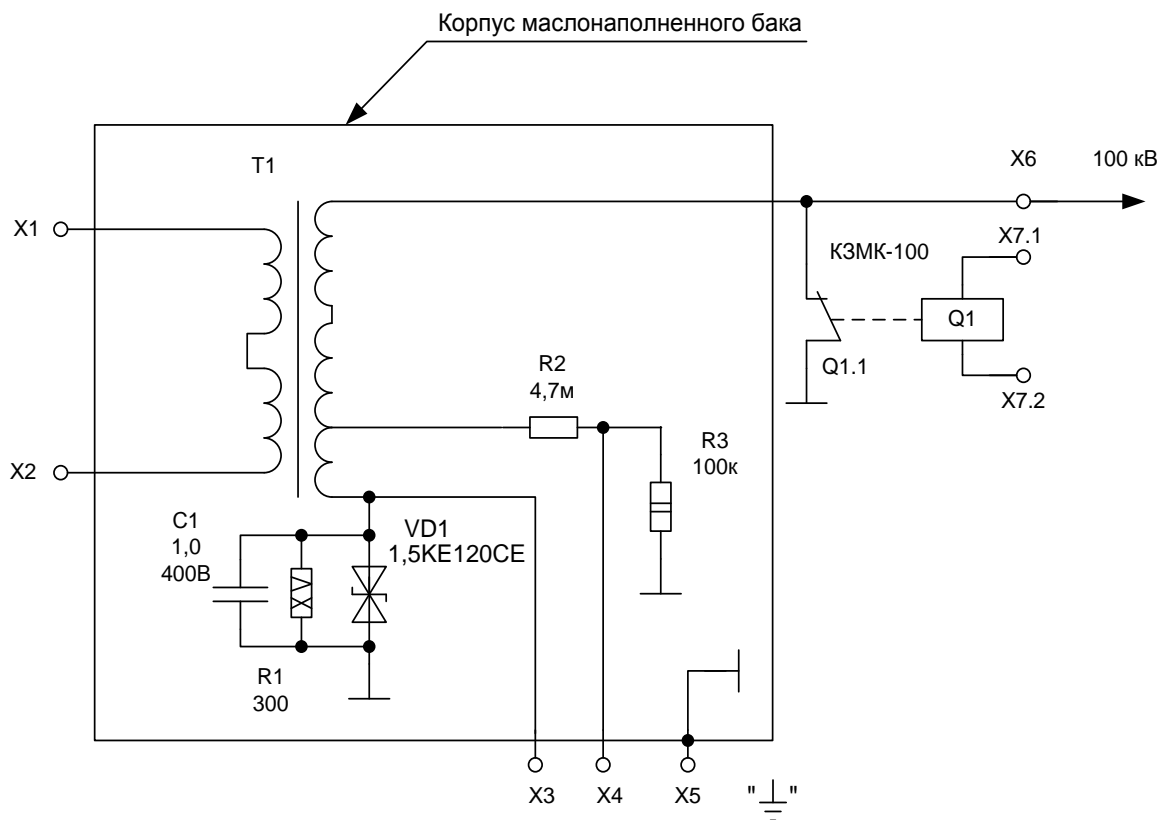 Корпус маслонаполненного бака
T1
X6
100 кВ
X1
X7.1
КЗМК-100
Q1
R2
4,7м
Q1.1
X7.2
R3
100к
X2
C1
1,0
400В
VD1
1,5KE120CE
R1
300
X3
X4
X5
" "